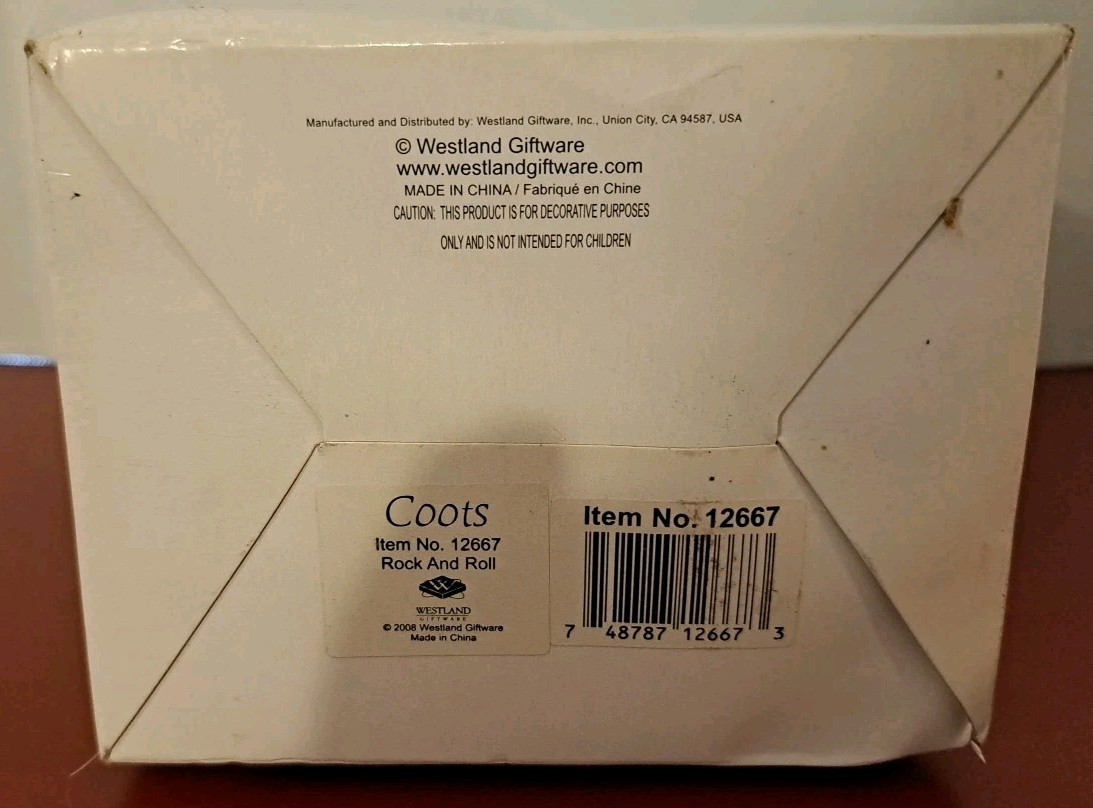 Manufactured and Distributed by: Westland Giftware, Inc., Union City, CA 94587, USA
© Westland Giftware
www.westlandgiftware.com
MADE IN CHINA / Fabriqué en Chine
CAUTION: THIS PRODUCT IS FOR DECORATIVE PURPOSES
ONLY AND IS NOT INTENDED FOR CHILDREN
Coots
Item No. 12667
Rock And Roll
WESTLAND
GIFTWARE
© 2008 Westland Giftware
Made in China
Item No. 12667
7 48787 12667 3